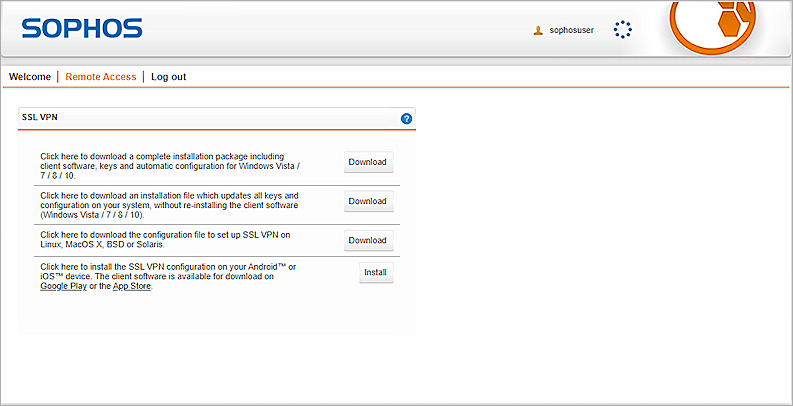 SOPHOS
sophosuser
Welcome | Remote Access | Log out
SSL VPN
?
Click here to download a complete installation package including
client software, keys and automatic configuration for Windows Vista /
7 / 8 / 10.
Download
Click here to download an installation file which updates all keys and
configuration on your system, without re-installing the client software
(Windows Vista / 7 / 8 / 10).
Download
Click here to download the configuration file to set up SSL VPN on
Linux, MacOS X, BSD or Solaris.
Download
Click here to install the SSL VPN configuration on your Android™ or
iOS™ device. The client software is available for download on
Google Play or the App Store.
Install